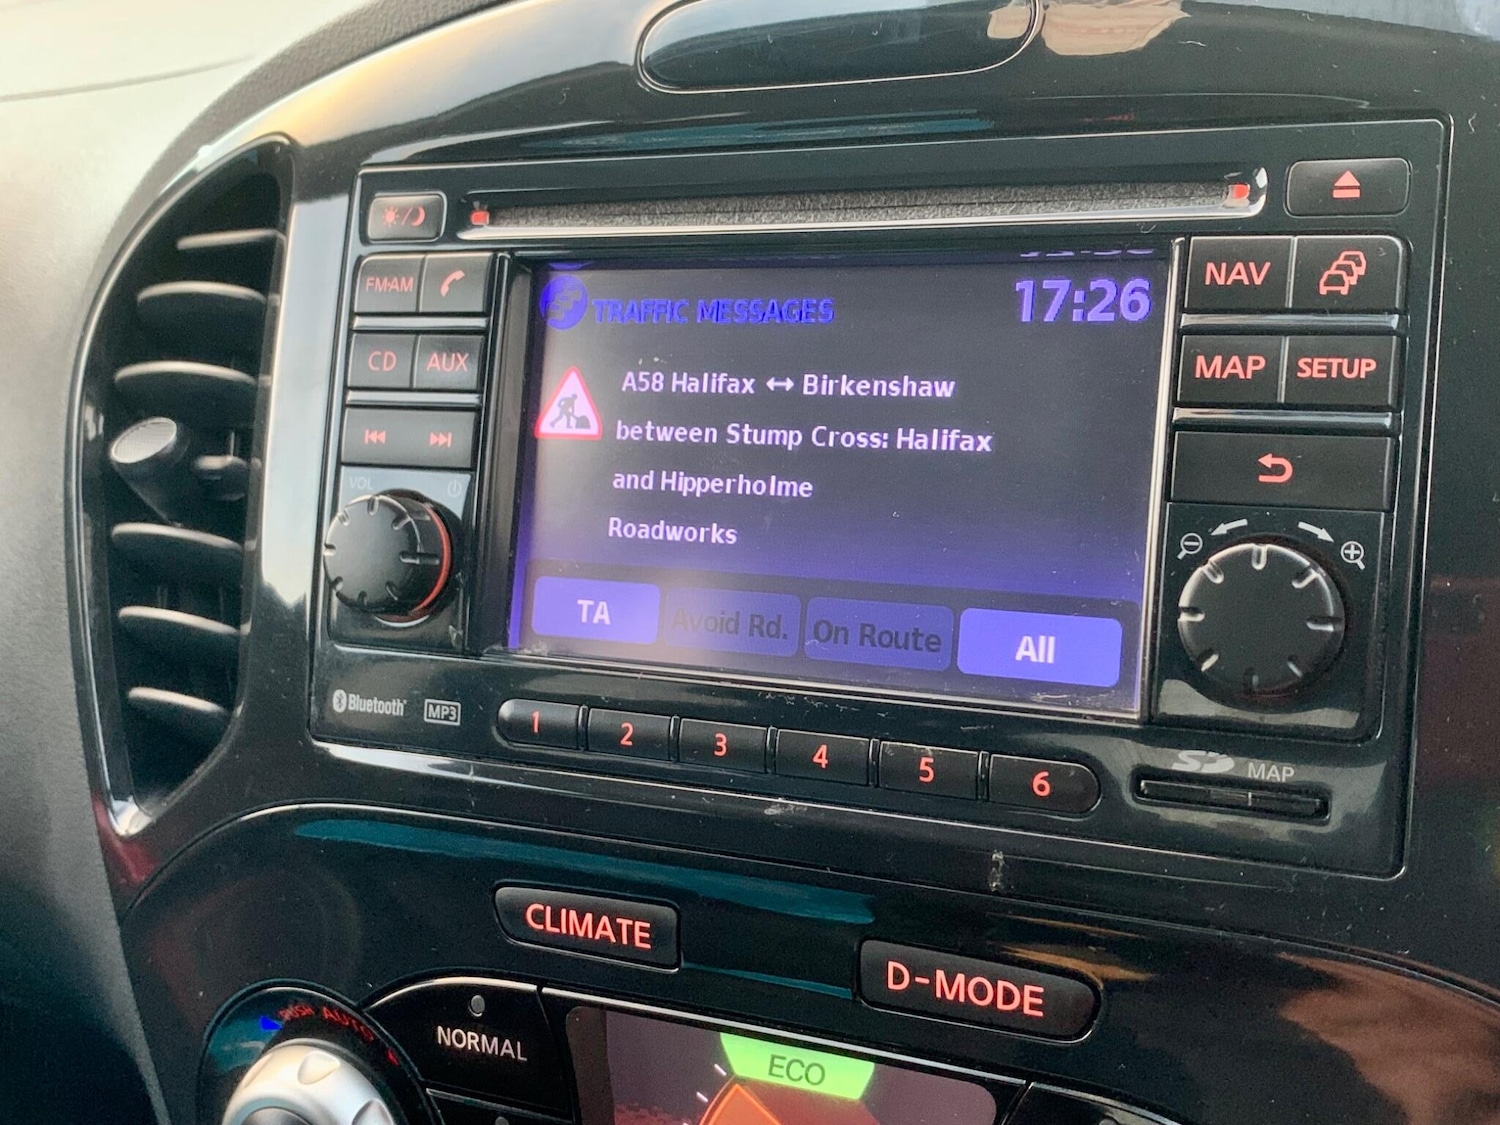 FM·AM
CD
AUX
VOL
TRAFFIC MESSAGES
17:26
A58 Halifax ↔ Birkenshaw
between Stump Cross: Halifax
and Hipperholme
Roadworks
TA
Avoid Rd.
On Route
All
NAV
MAP
SETUP
Bluetooth®
MP3
1
2
3
4
5
6
SD MAP
CLIMATE
D-MODE
PUSH AUTO
NORMAL
ECO